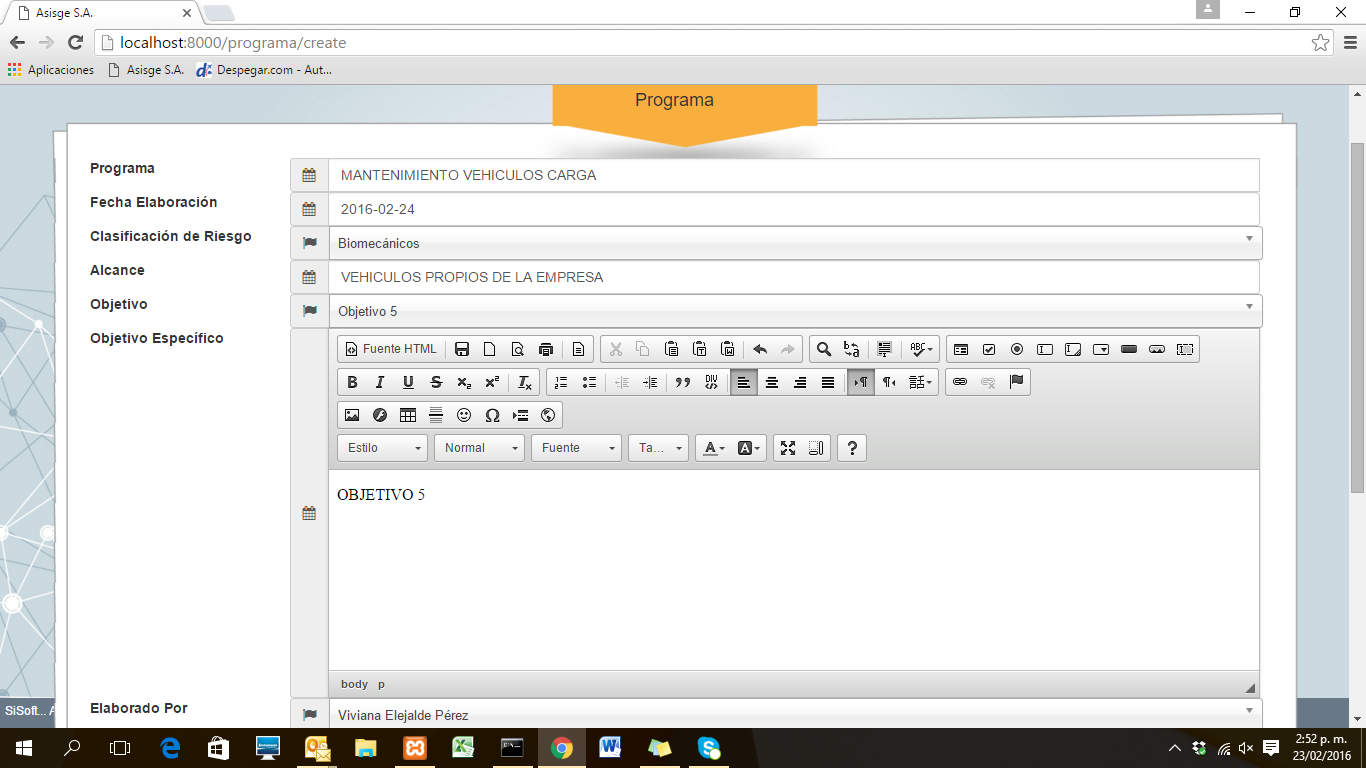 Asisge S.A.
localhost:8000/programa/create
Aplicaciones Asisge S.A. Despegar.com - Aut...
Programa
Programa MANTENIMIENTO VEHICULOS CARGA
Fecha Elaboración 2016-02-24
Clasificación de Riesgo Biomecánicos
Alcance VEHICULOS PROPIOS DE LA EMPRESA
Objetivo Objetivo 5
Objetivo Específico
Fuente HTML
Estilo Normal Fuente Ta...
OBJETIVO 5
body p
SiSoft... A
Elaborado Por Viviana Elejalde Pérez
2:52 p. m.
23/02/2016